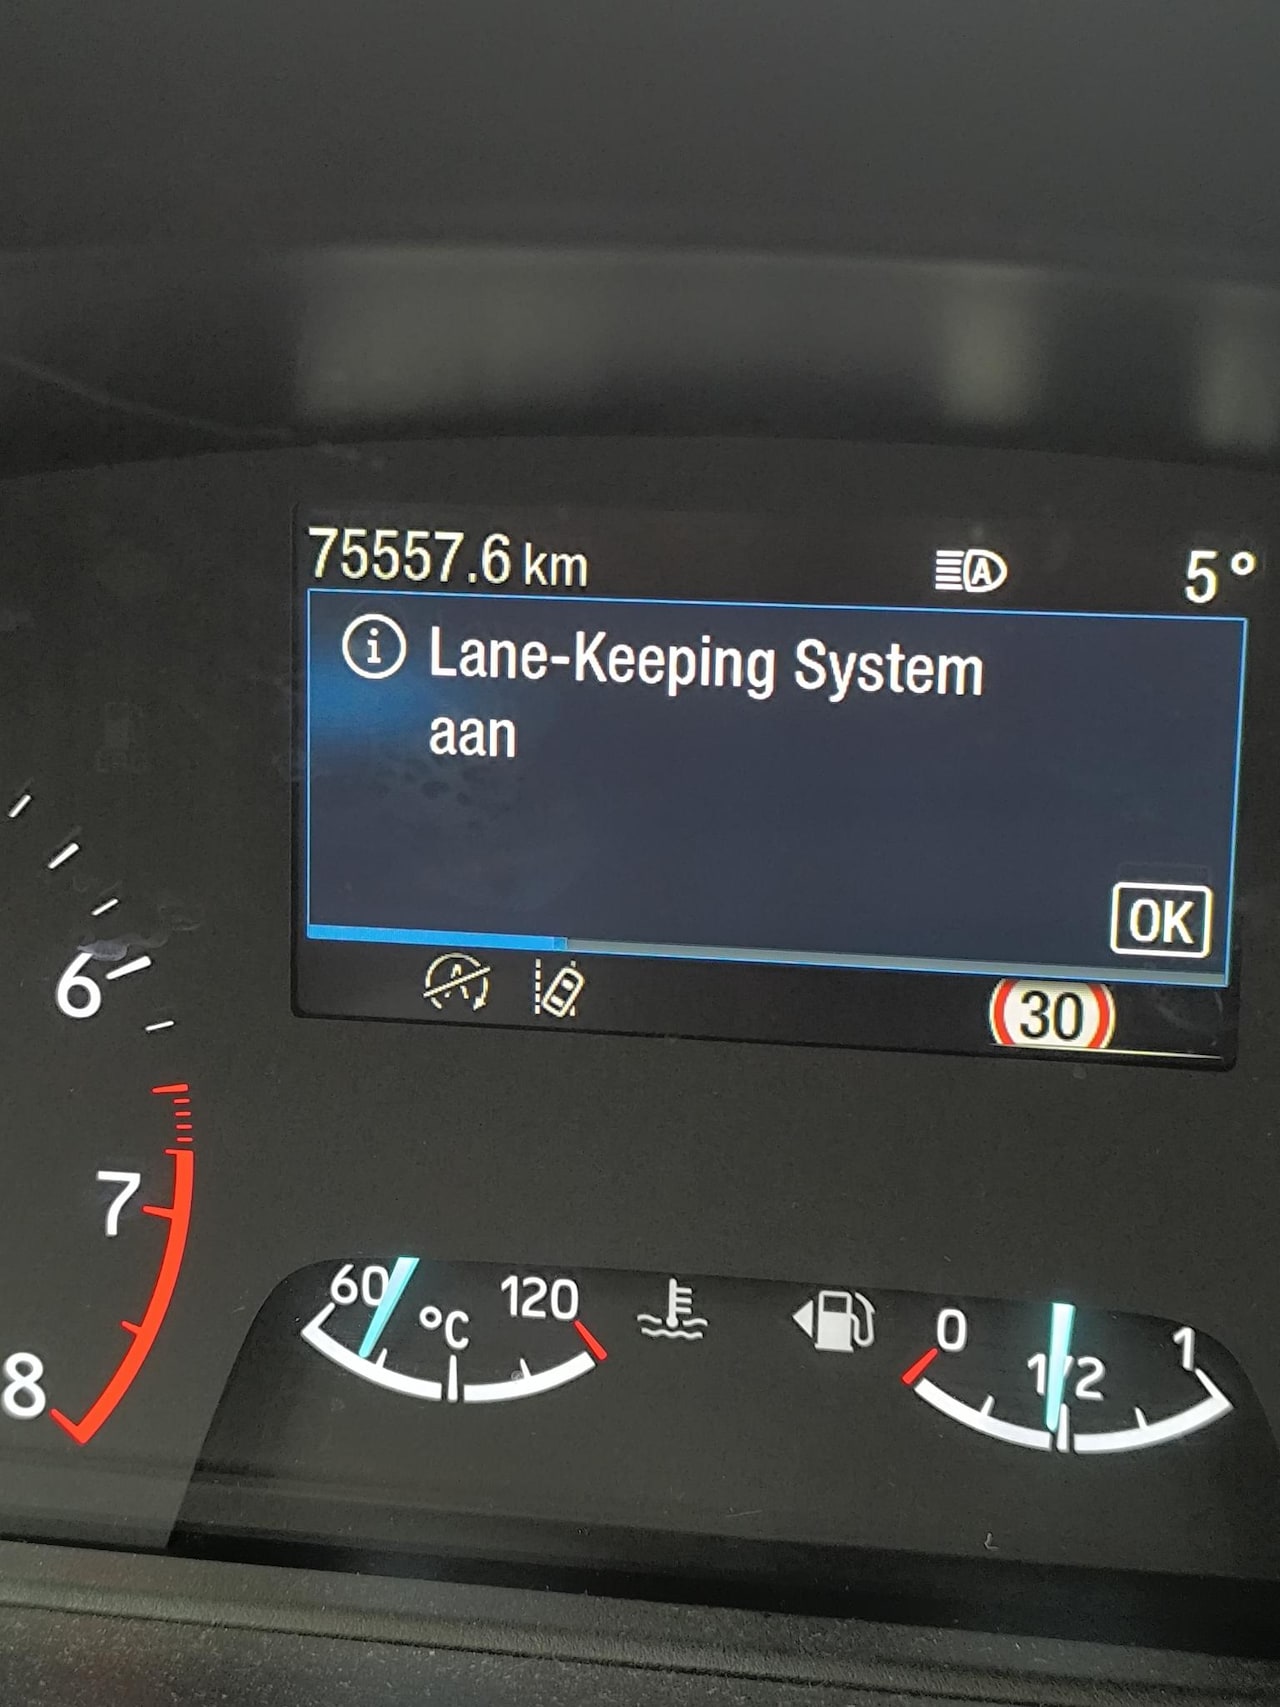 75557.6 km
A
5°
i Lane-Keeping System
aan
OK
A
30
6
7
8
60 °C 120
0 1/2 1